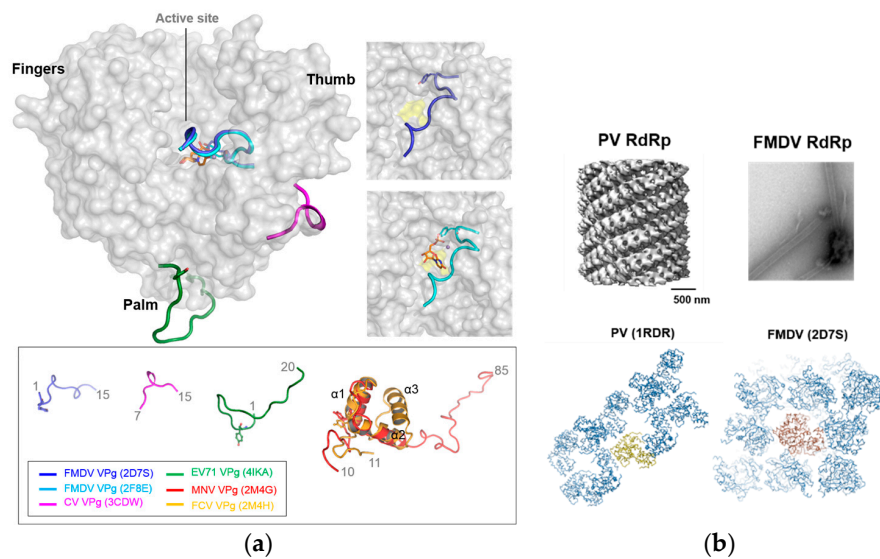 Active site
Fingers
Thumb
Palm
1
15
7
15
1
20
α1
α2
α3
10
11
85
FMDV VPg (2D7S)
FMDV VPg (2F8E)
CV VPg (3CDW)
EV71 VPg (4IKA)
MNV VPg (2M4G)
FCV VPg (2M4H)
(a)
PV RdRp
FMDV RdRp
500 nm
PV (1RDR)
FMDV (2D7S)
(b)